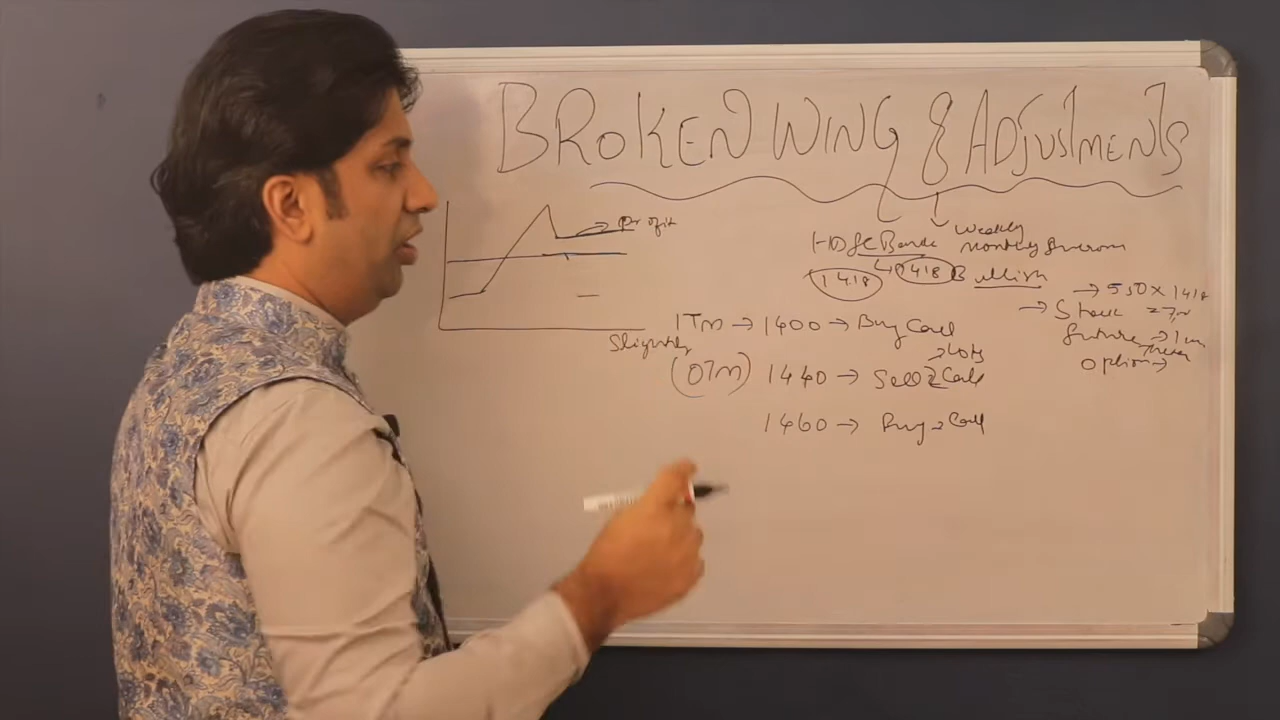 BROKEN WING & ADJUSTMENTS
Profit
HDFC Bank
Weekly
Monthly
1418
1418
Bullish
→ 550 × 1418
→ Stock
Future →
Option →
ITM → 1400 → Buy Call
Slightly
→ Lots
(OTM) 1440 → Sell 2 Call
1460 → Buy → Call